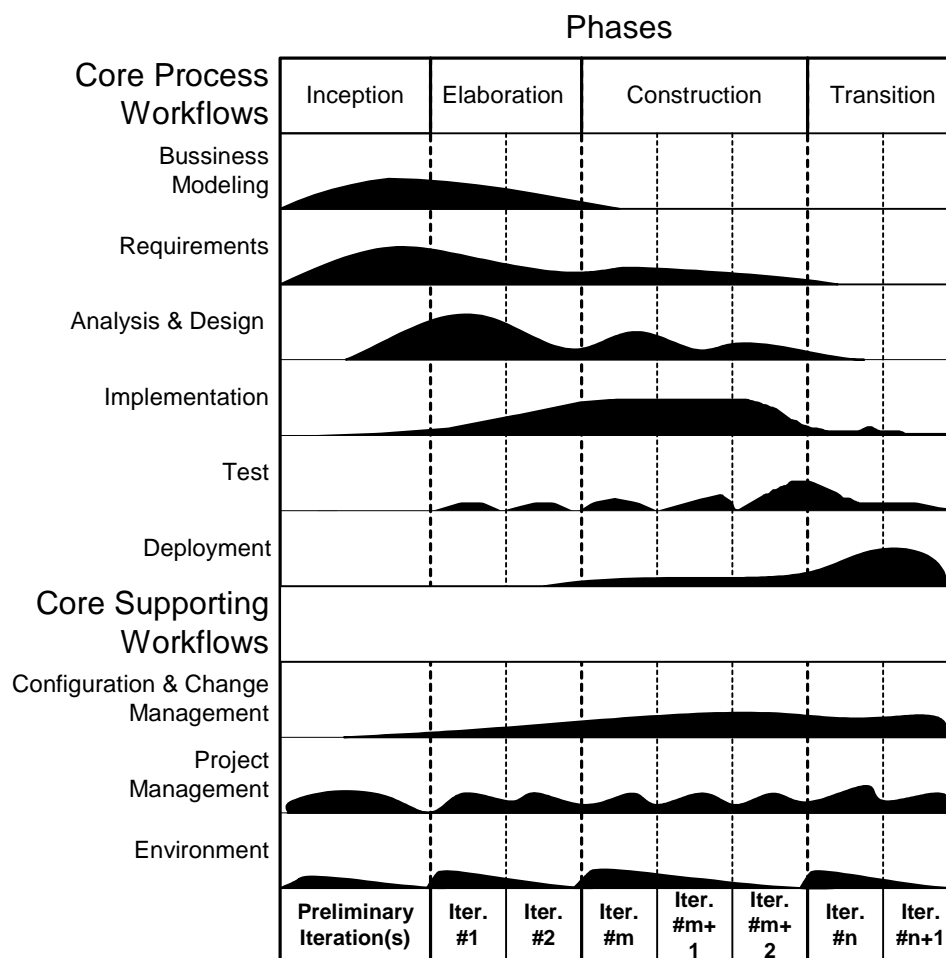 Phases
Core Process
Workflows
Inception
Elaboration
Construction
Transition
Bussiness
Modeling
Requirements
Analysis & Design
Implementation
Test
Deployment
Core Supporting
Workflows
Configuration & Change
Management
Project
Management
Environment
Preliminary
Iteration(s)
Iter.
#1
Iter.
#2
Iter.
#m
Iter.
#m+
1
Iter.
#m+
2
Iter.
#n
Iter.
#n+1